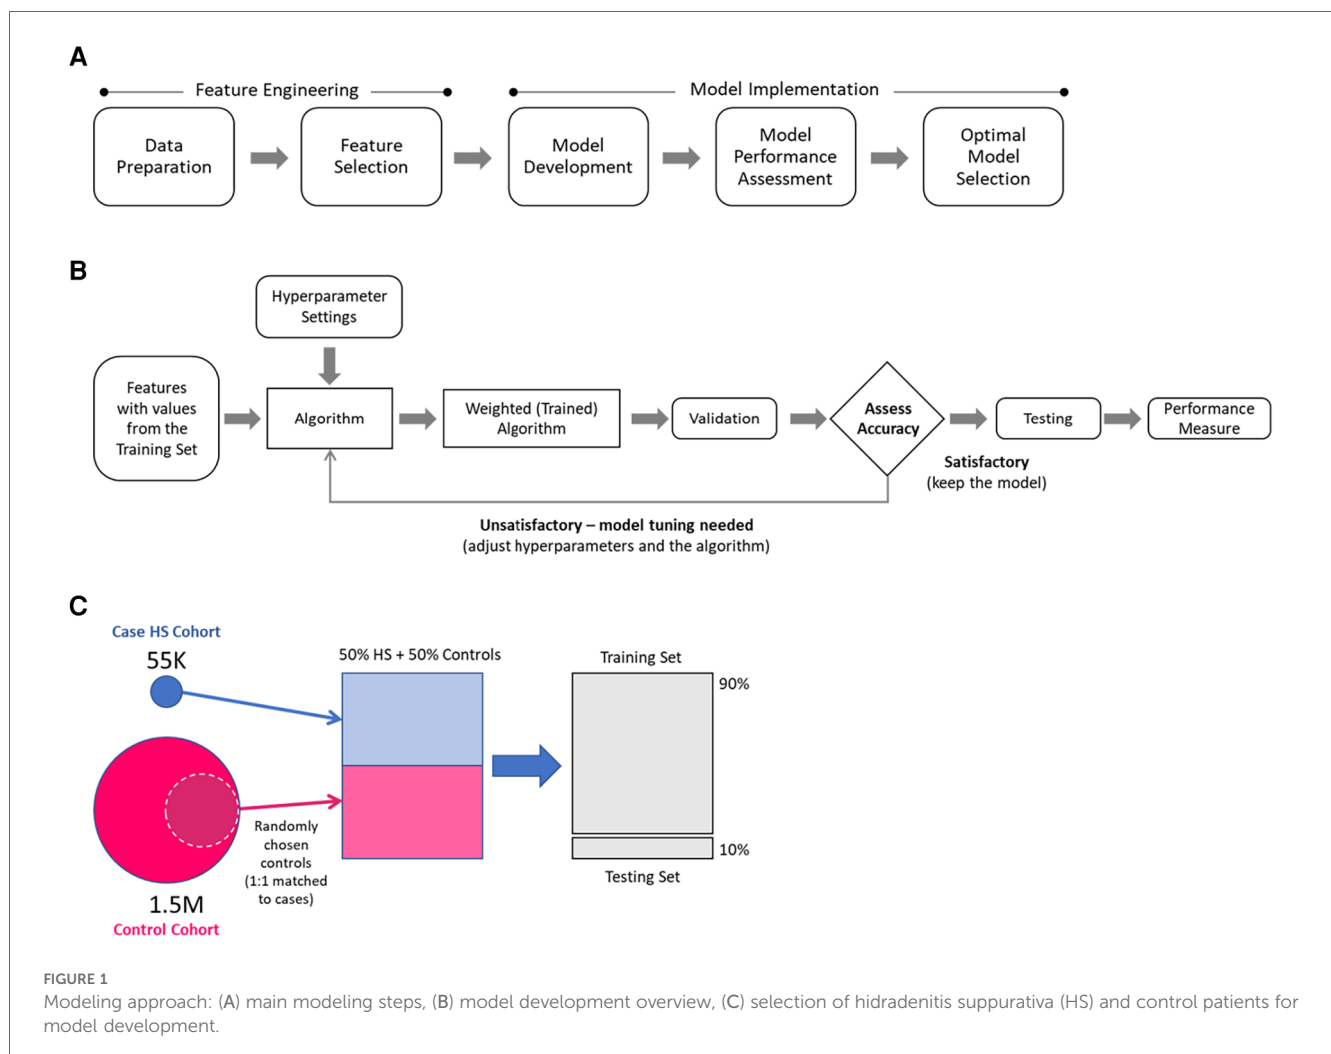 A
Feature Engineering
Model Implementation
Data
Preparation
Feature
Selection
Model
Development
Model
Performance
Assessment
Optimal
Model
Selection
B
Hyperparameter
Settings
Features
with values
from the
Training Set
Algorithm
Weighted (Trained)
Algorithm
Validation
Assess
Accuracy
Testing
Performance
Measure
Satisfactory
(keep the model)
Unsatisfactory – model tuning needed
(adjust hyperparameters and the algorithm)
C
Case HS Cohort
55K
50% HS + 50% Controls
Training Set
90%
Randomly
chosen
controls
(1:1 matched
to cases)
10%
Testing Set
1.5M
Control Cohort
FIGURE 1
Modeling approach: (A) main modeling steps, (B) model development overview, (C) selection of hidradenitis suppurativa (HS) and control patients for
model development.